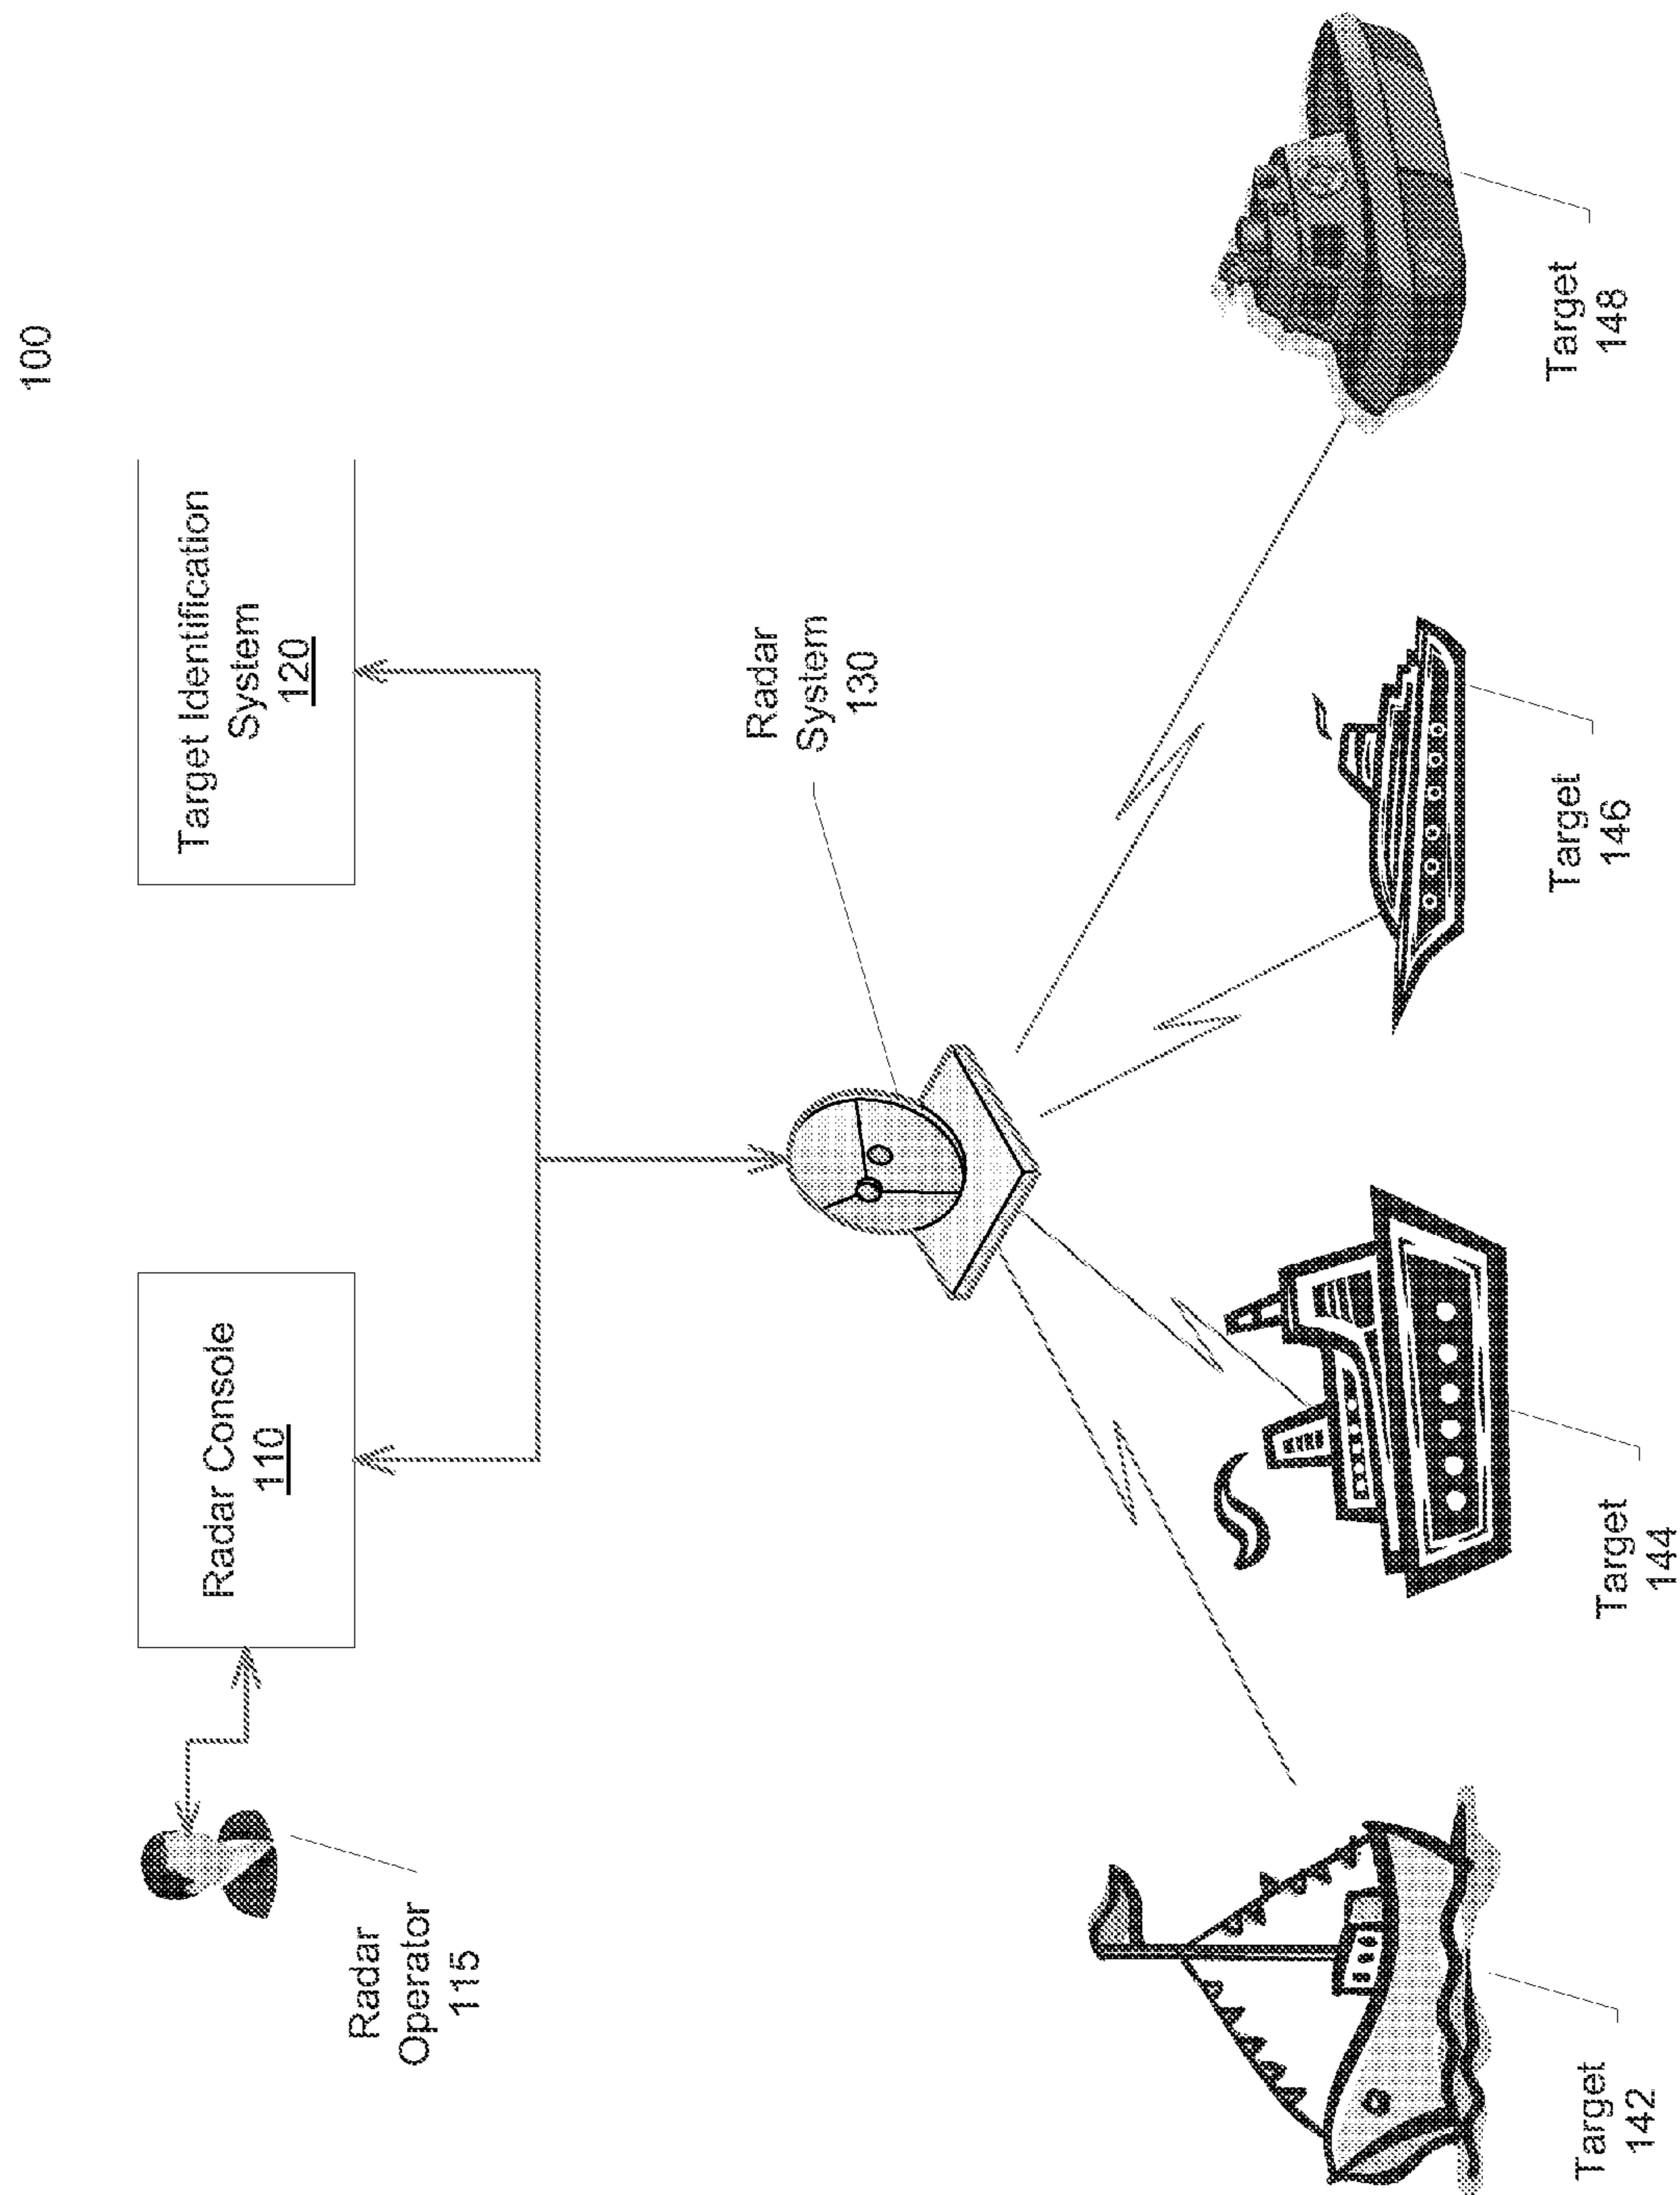 100
Radar Console
110
Target Identification
System
120
Radar
Operator
115
Radar
System
130
Target
142
Target
144
Target
146
Target
148